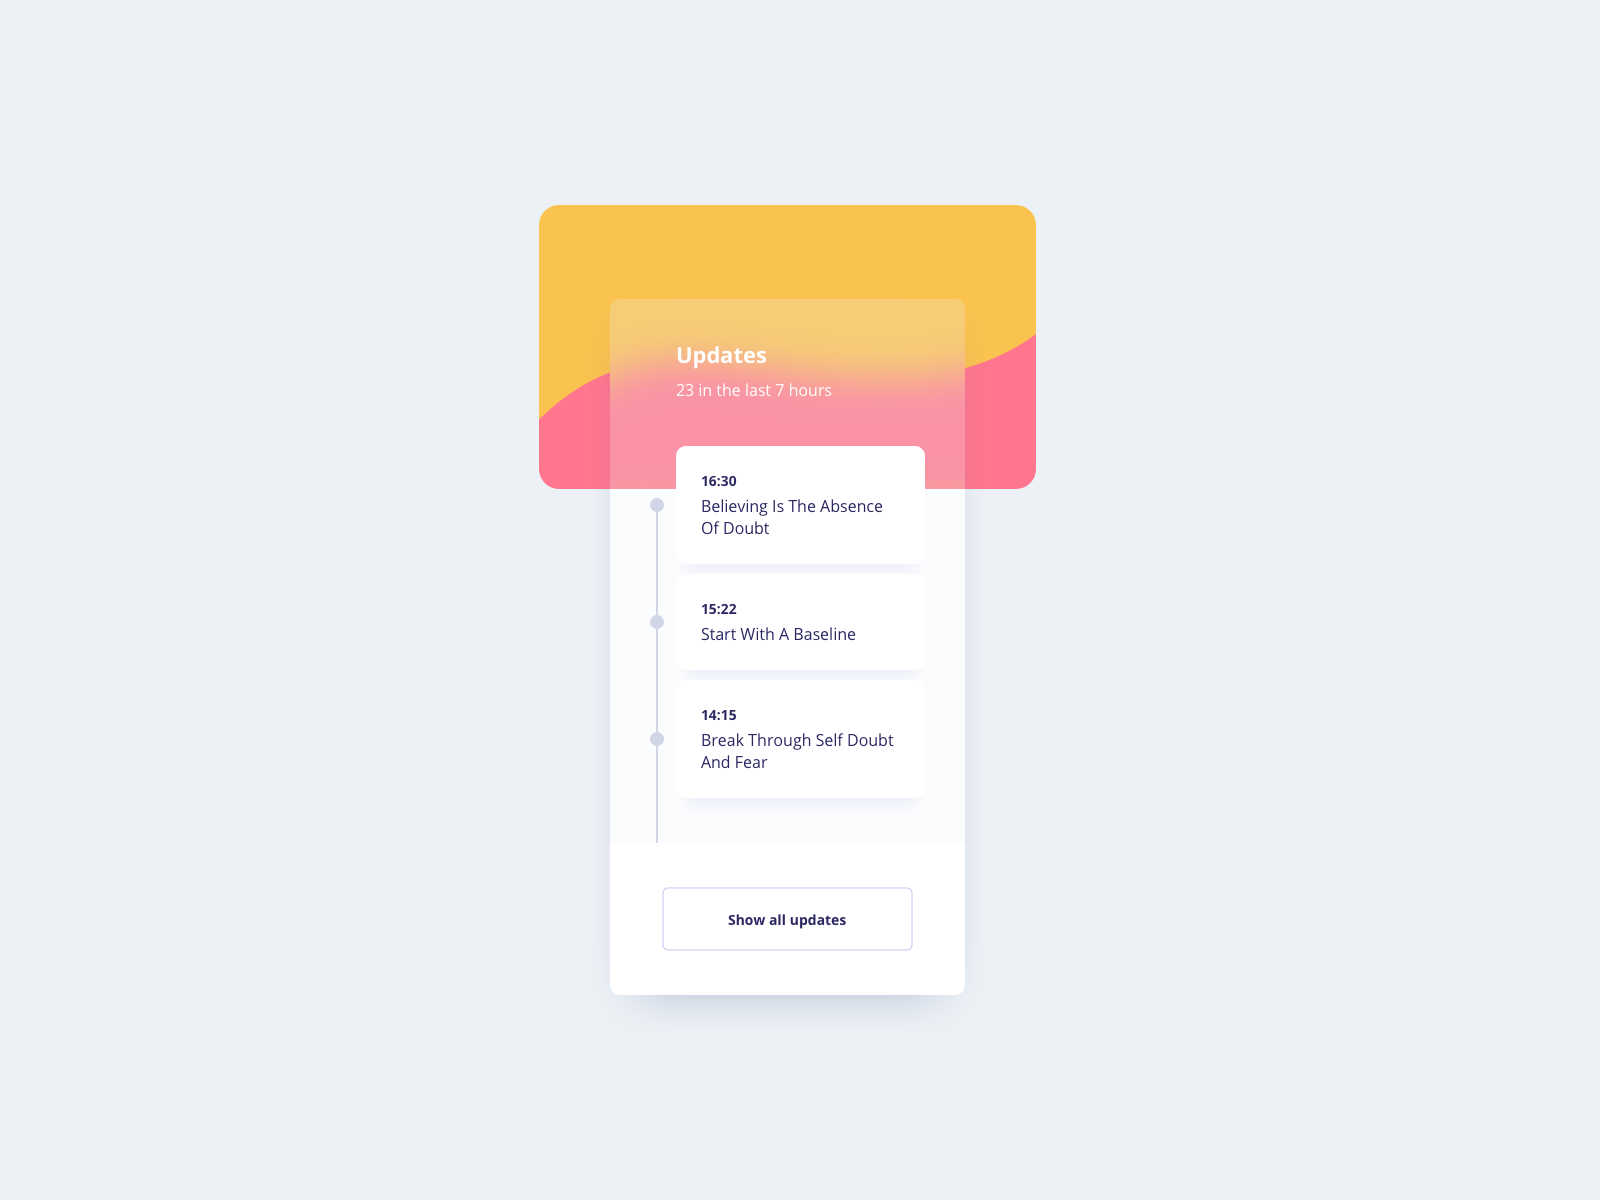 Updates
23 in the last 7 hours
16:30
Believing Is The Absence
Of Doubt
15:22
Start With A Baseline
14:15
Break Through Self Doubt
And Fear
Show all updates